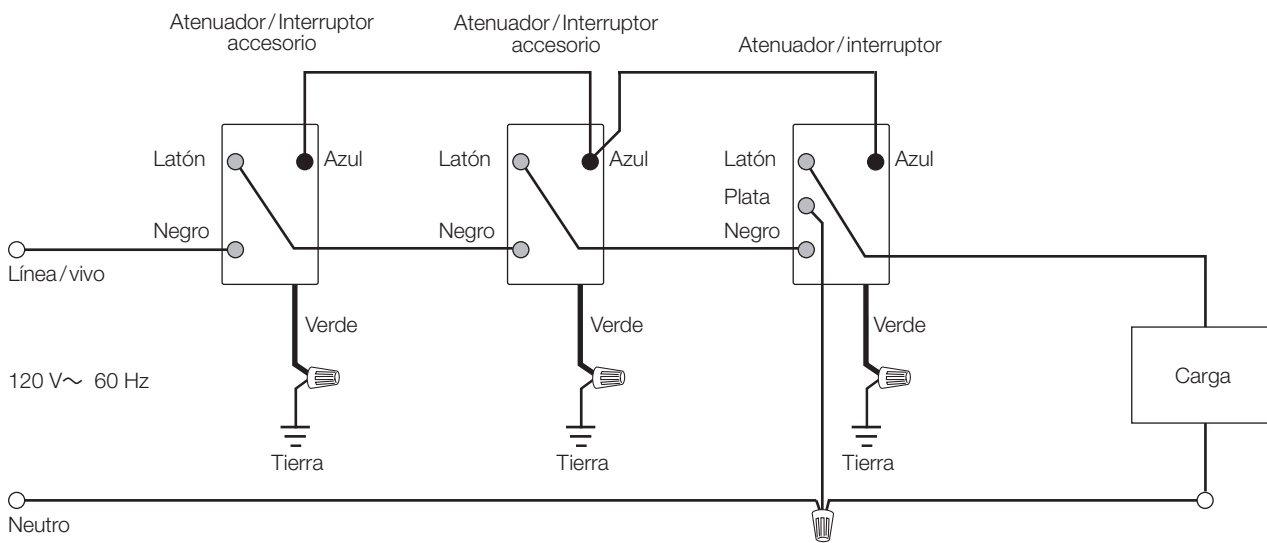 Atenuador/Interruptor
accesorio
Atenuador/Interruptor
accesorio
Atenuador/interruptor
Latón
Azul
Latón
Azul
Latón
Azul
Plata
Negro
Negro
Negro
Línea/vivo
Verde
Verde
Verde
120 V~ 60 Hz
Carga
Tierra
Tierra
Tierra
Neutro